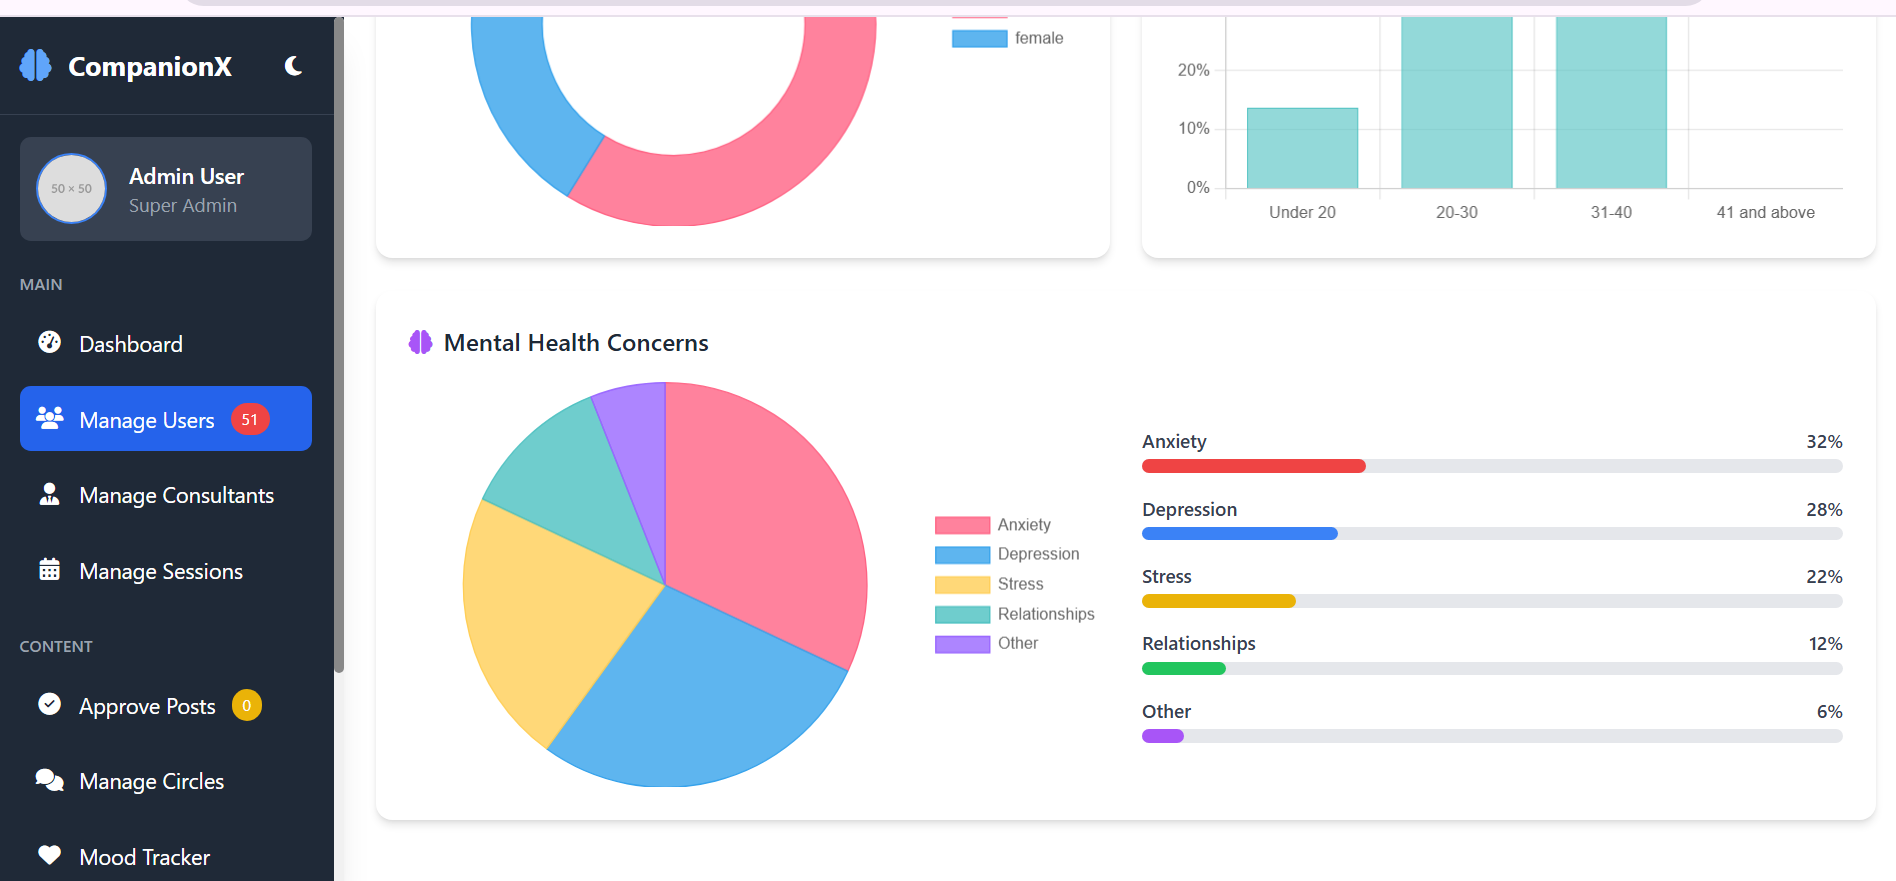 CompanionX
50 × 50
Admin User
Super Admin
MAIN
Dashboard
Manage Users 51
Manage Consultants
Manage Sessions
CONTENT
Approve Posts 0
Manage Circles
Mood Tracker
female
20%
10%
0%
Under 20 20-30 31-40 41 and above
Mental Health Concerns
Anxiety
Depression
Stress
Relationships
Other
Anxiety 32%
Depression 28%
Stress 22%
Relationships 12%
Other 6%